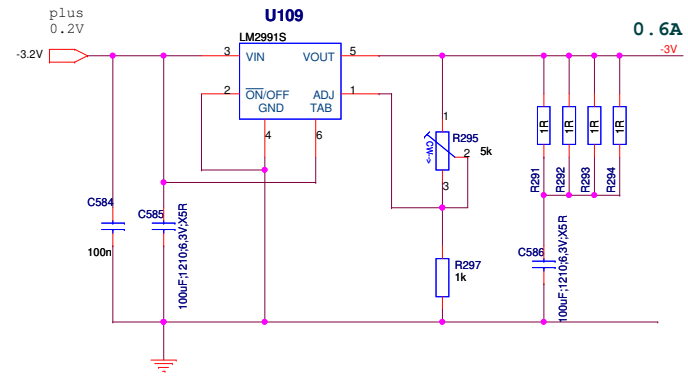 plus
0.2V
U109
0.6A
LM2991S
-3.2V
3
VIN
VOUT
5
-3V
2
ON/OFF
ADJ
1
GND
TAB
4
6
1
R295
CW->
2
5k
3
1R
1R
1R
1R
R291
R292
R293
R294
C584
100n
C585
100uF;1210;6,3V;X5R
R297
1k
C586
100uF;1210;6,3V;X5R